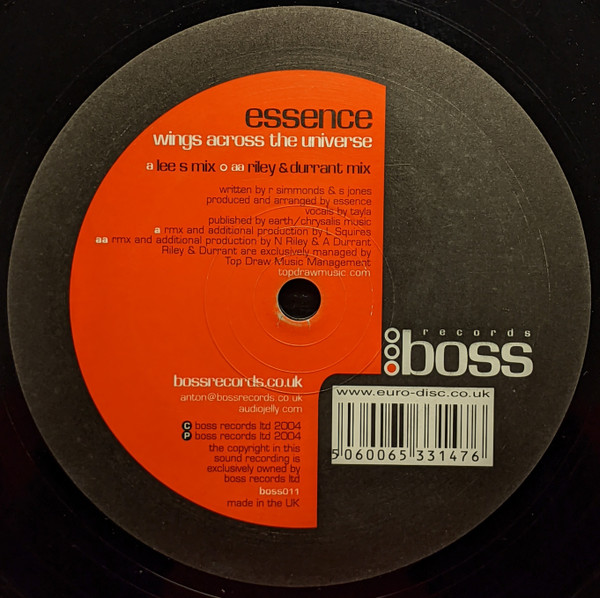 essence
wings across the universe
a lee s mix o aa riley & durrant mix
written by r simmonds & s jones
produced and arranged by essence
vocals by tayla
published by earth/chrysalis music
a rmx and additional production by L Squires
aa rmx and additional production by N Riley & A Durrant
Riley & Durrant are exclusively managed by
Top Draw Music Management
topdrawmusic.com
records
boss
bossrecords.co.uk
anton@bossrecords.co.uk
audiojelly.com
C boss records ltd 2004
P boss records ltd 2004
the copyright in this
sound recording is
exclusively owned by
boss records ltd
boss011
made in the UK
www.euro-disc.co.uk
5 060065 331476